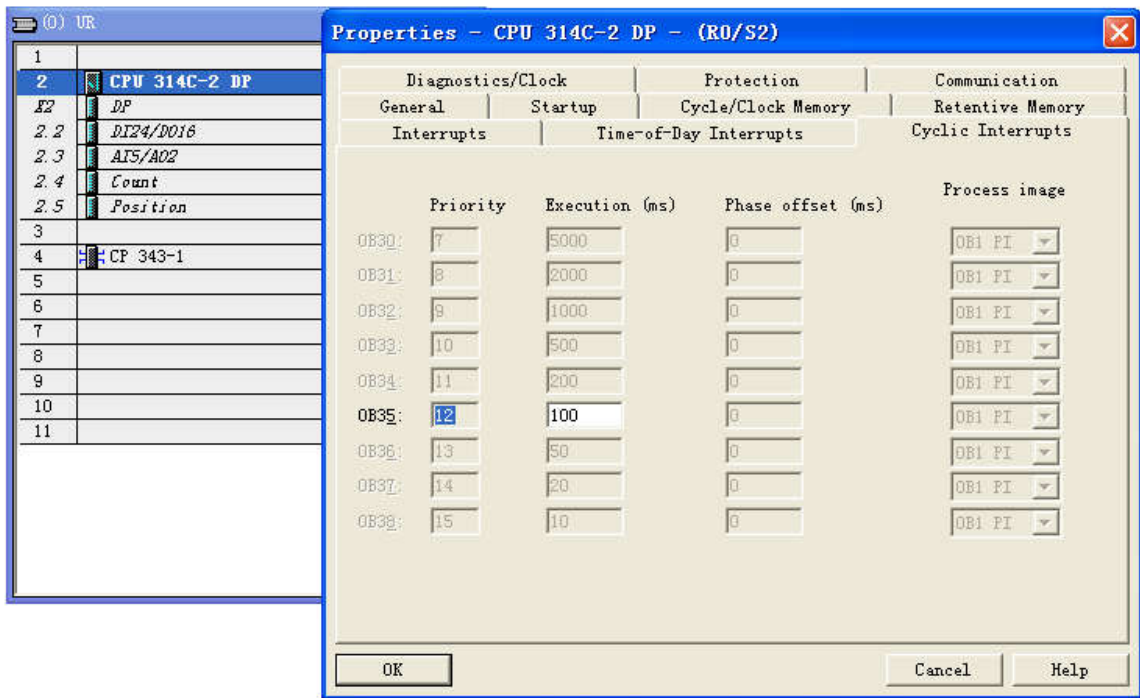 (0) UR
1
2 CPU 314C-2 DP
X2 DP
2.2 DI24/DO16
2.3 AI5/AO2
2.4 Count
2.5 Position
3
4 CP 343-1
5
6
7
8
9
10
11
Properties - CPU 314C-2 DP - (R0/S2)
Diagnostics/Clock Protection Communication
General Startup Cycle/Clock Memory Retentive Memory
Interrupts Time-of-Day Interrupts Cyclic Interrupts
Priority Execution (ms) Phase offset (ms) Process image
OB30: 7 5000 0 OB1 PI
OB31: 8 2000 0 OB1 PI
OB32: 9 1000 0 OB1 PI
OB33: 10 500 0 OB1 PI
OB34: 11 200 0 OB1 PI
OB35: 12 100 0 OB1 PI
OB36: 13 50 0 OB1 PI
OB37: 14 20 0 OB1 PI
OB38: 15 10 0 OB1 PI
OK Cancel Help